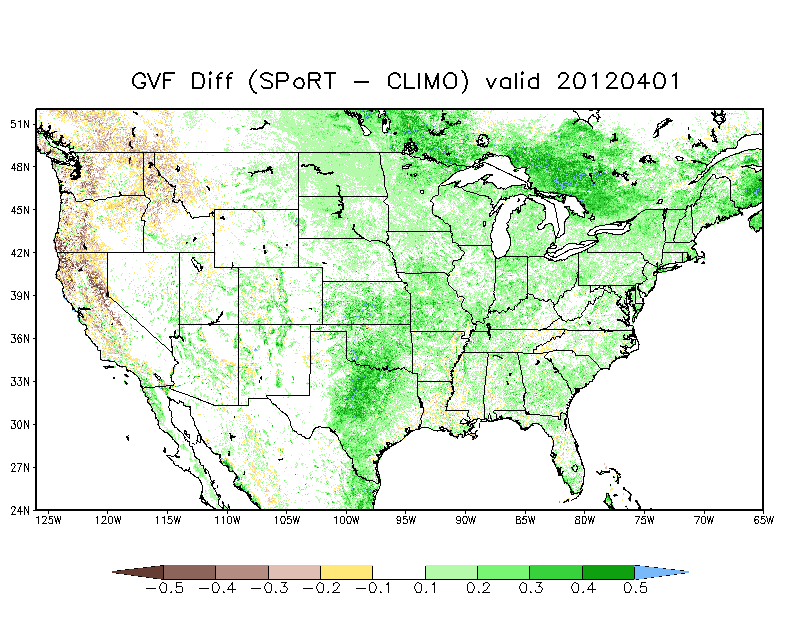 GVF Diff (SPoRT − CLIMO) valid 20120401
51N
48N
45N
42N
39N
36N
33N
30N
27N
24N
125W 120W 115W 110W 105W 100W 95W 90W 85W 80W 75W 70W 65W
−0.5 −0.4 −0.3 −0.2 −0.1 0.1 0.2 0.3 0.4 0.5